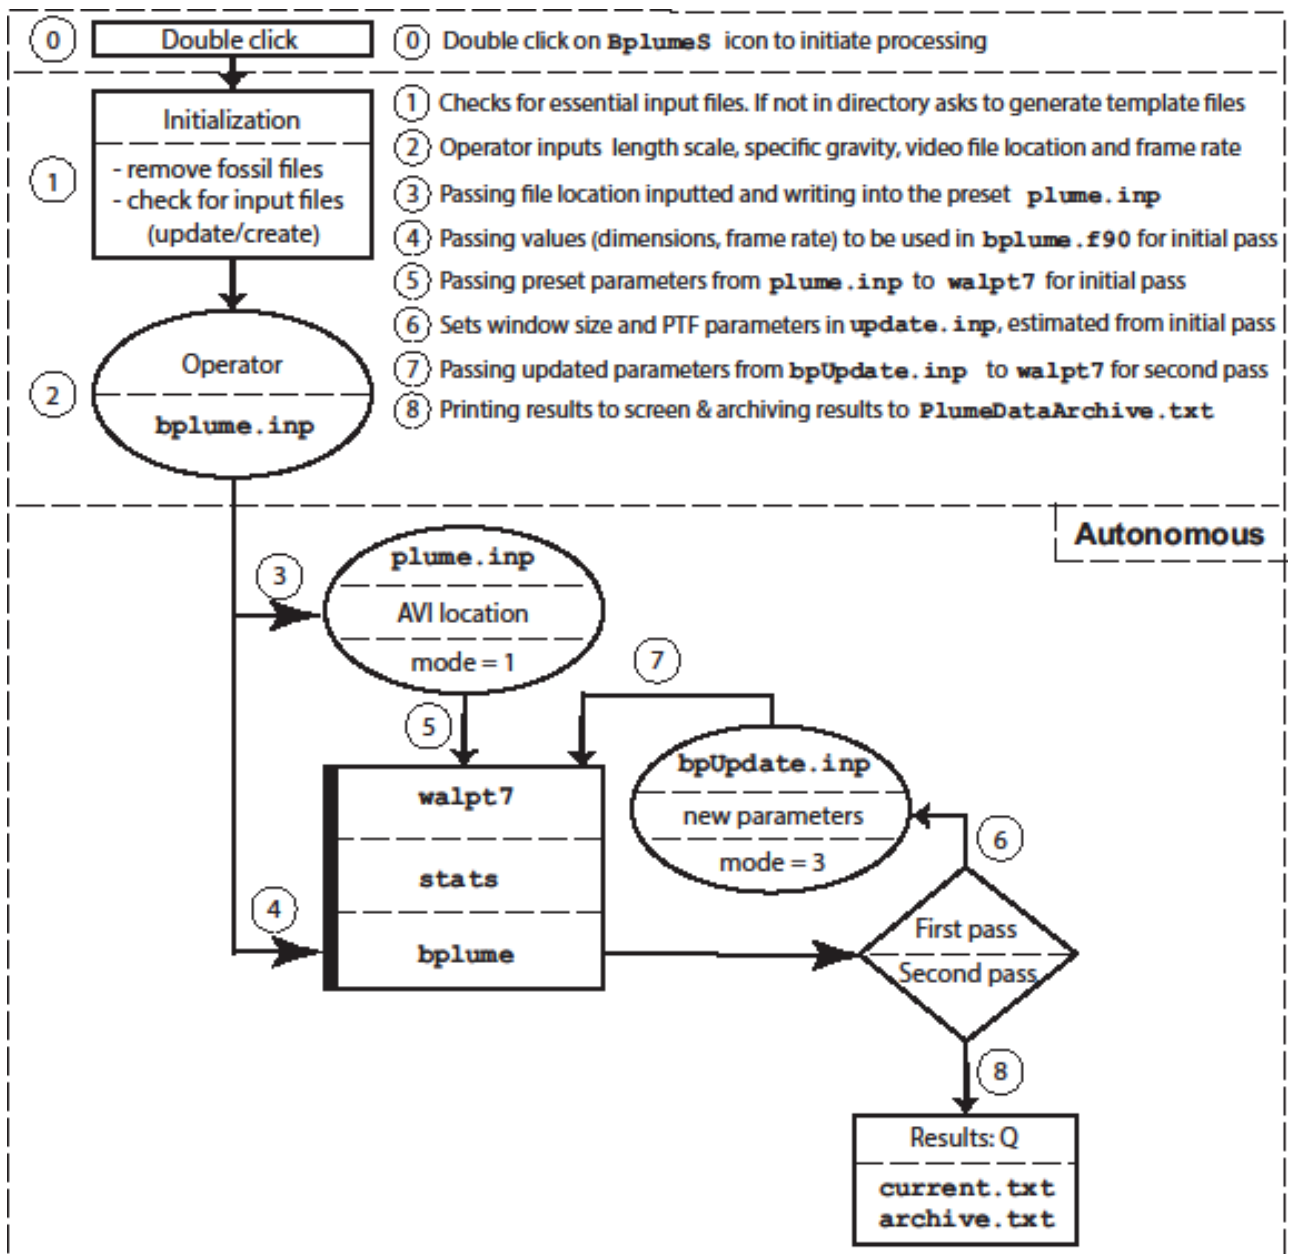 0
Double click
0 Double click on BplumeS icon to initiate processing
1
Initialization
- remove fossil files
- check for input files
(update/create)
1 Checks for essential input files. If not in directory asks to generate template files
2 Operator inputs length scale, specific gravity, video file location and frame rate
3 Passing file location inputted and writing into the preset plume.inp
4 Passing values (dimensions, frame rate) to be used in bplume.f90 for initial pass
5 Passing preset parameters from plume.inp to walpt7 for initial pass
6 Sets window size and PTF parameters in update.inp, estimated from initial pass
7 Passing updated parameters from bpUpdate.inp to walpt7 for second pass
8 Printing results to screen & archiving results to PlumeDataArchive.txt
2
Operator
bplume.inp
Autonomous
3
plume.inp
AVI location
mode = 1
7
5
bpUpdate.inp
new parameters
mode = 3
6
walpt7
stats
bplume
4
First pass
Second pass
8
Results: Q
current.txt
archive.txt